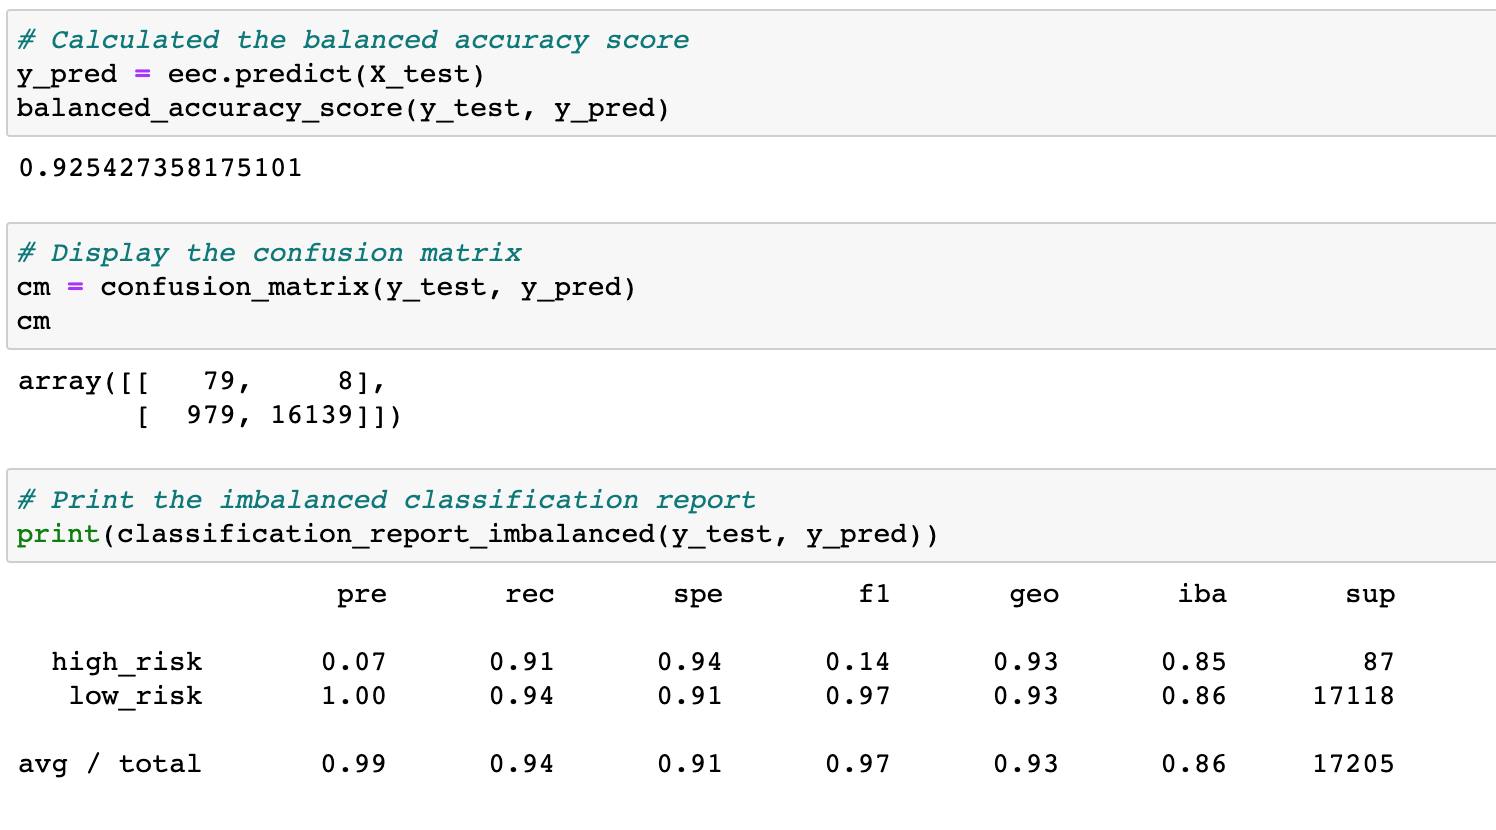 # Calculated the balanced accuracy score
y_pred = eec.predict(X_test)
balanced_accuracy_score(y_test, y_pred)
0.925427358175101
# Display the confusion matrix
cm = confusion_matrix(y_test, y_pred)
cm
array([[   79,     8],
       [  979, 16139]])
# Print the imbalanced classification report
print(classification_report_imbalanced(y_test, y_pred))
                   pre       rec       spe        f1       geo       iba       sup
  high_risk       0.07      0.91      0.94      0.14      0.93      0.85        87
   low_risk       1.00      0.94      0.91      0.97      0.93      0.86     17118
avg / total       0.99      0.94      0.91      0.97      0.93      0.86     17205